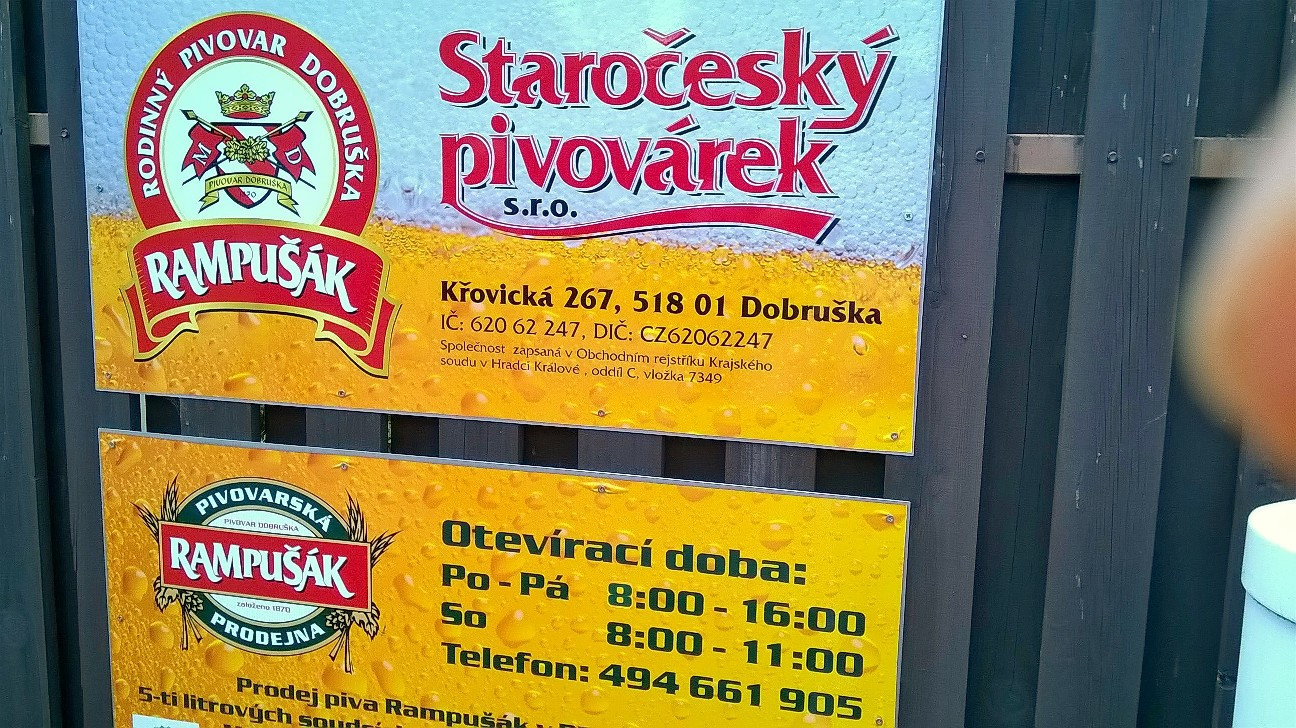 RODINNÝ PIVOVAR DOBRUŠKA
M D
PIVOVAR DOBRUŠKA
RAMPUŠÁK
Staročeský
pivovárek
s.r.o.
Křovická 267, 518 01 Dobruška
IČ: 620 62 247, DIČ: CZ62062247
Společnost zapsaná v Obchodním rejstříku Krajského
soudu v Hradci Králové , oddíl C, vložka 7349
PIVOVARSKÁ
PIVOVAR DOBRUŠKA
RAMPUŠÁK
založeno 1870
PRODEJNA
Otevírací doba:
Po - Pá 8:00 - 16:00
So 8:00 - 11:00
Telefon: 494 661 905
Prodej piva Rampušák v
5-ti litrových